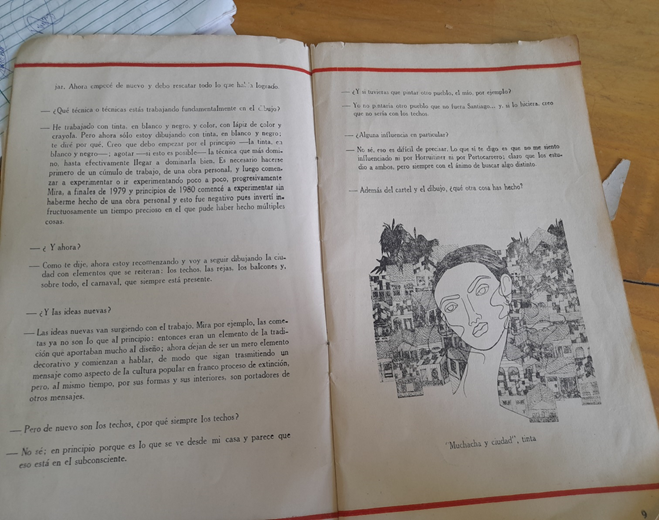 jar. Ahora empecé de nuevo y debo rescatar todo lo que había logrado.
— ¿Qué técnica o técnicas estás trabajando fundamentalmente en el dibujo?
— He trabajado con tinta, en blanco y negro, y color, con lápiz de color y
crayola. Pero ahora sólo estoy dibujando con tinta, en blanco y negro;
te diré por qué. Creo que debo empezar por el principio —la tinta, en
blanco y negro—; agotar —si esto es posible— la técnica que más domi-
no, hasta efectivamente llegar a dominarla bien. Es necesario hacerse
primero de un cúmulo de trabajo, de una obra personal, y luego comen-
zar a experimentar o ir experimentando poco a poco, progresivamente
Mira, a finales de 1979 y principios de 1980 comencé a experimentar sin
haberme hecho de una obra personal y esto fue negativo pues invertí in-
fructuosamente un tiempo precioso en el que pude haber hecho múltiples
cosas.
— ¿ Y ahora?
— Como te dije, ahora estoy recomenzando y voy a seguir dibujando la ciu-
dad con elementos que se reiteran: los techos, las rejas, los balcones y,
sobre todo, el carnaval, que siempre está presente.
— ¿Y las ideas nuevas?
— Las ideas nuevas van surgiendo con el trabajo. Mira por ejemplo, las come-
tas ya no son lo que al principio: entonces eran un elemento de la tradi-
ción qué aportaban mucho al diseño; ahora dejan de ser un mero elemento
decorativo y comienzan a hablar, de modo que sigan trasmitiendo un
mensaje como aspecto de la cultura popular en franco proceso de extinción,
pero, al mismo tiempo, por sus formas y sus interiores, son portadores de
otros mensajes.
— Pero de nuevo son los techos, ¿por qué siempre los techos?
— No sé; en principio porque es lo que se ve desde mi casa y parece que
eso está en el subconsciente.
— ¿Y si tuvieras que pintar otro pueblo, el mío, por ejemplo?
— Yo no pintaría otro pueblo que no fuera Santiago... y, si lo hiciera, creo
que no sería con los techos.
— ¿Alguna influencia en particular?
— No sé, eso es difícil de precisar. Lo que sí te digo es que no me siento
influenciado ni por Horruitiner ni por Portocarrero; claro que los estu-
dio a ambos, pero siempre con el ánimo de buscar algo distinto
— Además del cartel y el dibujo, ¿qué otra cosa has hecho?
"Muchacha y ciudad", tinta
9